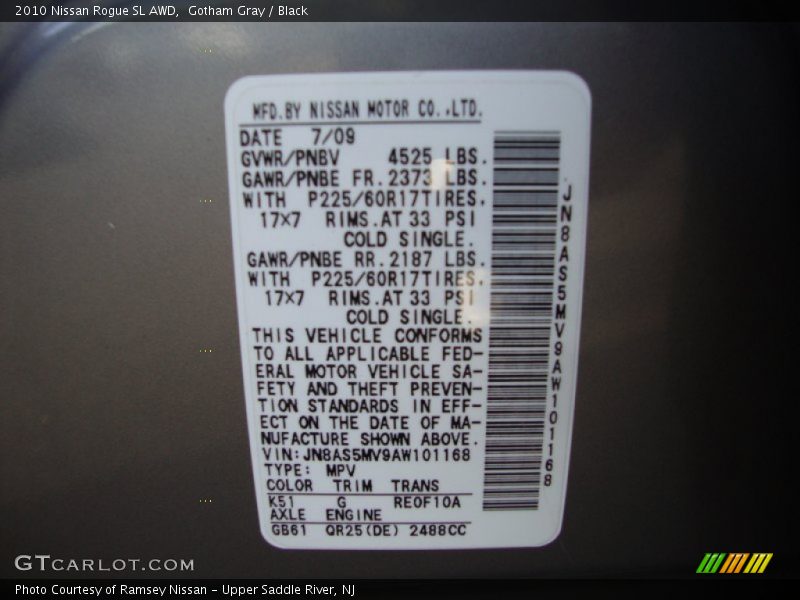 2010 Nissan Rogue SL AWD,  Gotham Gray / Black
MFD.BY NISSAN MOTOR CO.,LTD.
DATE 7/09
GVWR/PNBV 4525 LBS.
GAWR/PNBE FR.2373 LBS.
WITH P225/60R17TIRES.
17×7 RIMS.AT 33 PSI
COLD SINGLE.
GAWR/PNBE RR.2187 LBS.
WITH P225/60R17TIRES.
17×7 RIMS.AT 33 PSI
COLD SINGLE.
THIS VEHICLE CONFORMS
TO ALL APPLICABLE FED-
ERAL MOTOR VEHICLE SA-
FETY AND THEFT PREVEN-
TION STANDARDS IN EFF-
ECT ON THE DATE OF MA-
NUFACTURE SHOWN ABOVE.
VIN:JN8AS5MV9AW101168
TYPE: MPV
COLOR TRIM TRANS
K51 G RE0F10A
AXLE ENGINE
GB61 QR25(DE) 2488CC
JN8AS5MV9AW101168
GTCARLOT.COM
Photo Courtesy of Ramsey Nissan - Upper Saddle River, NJ